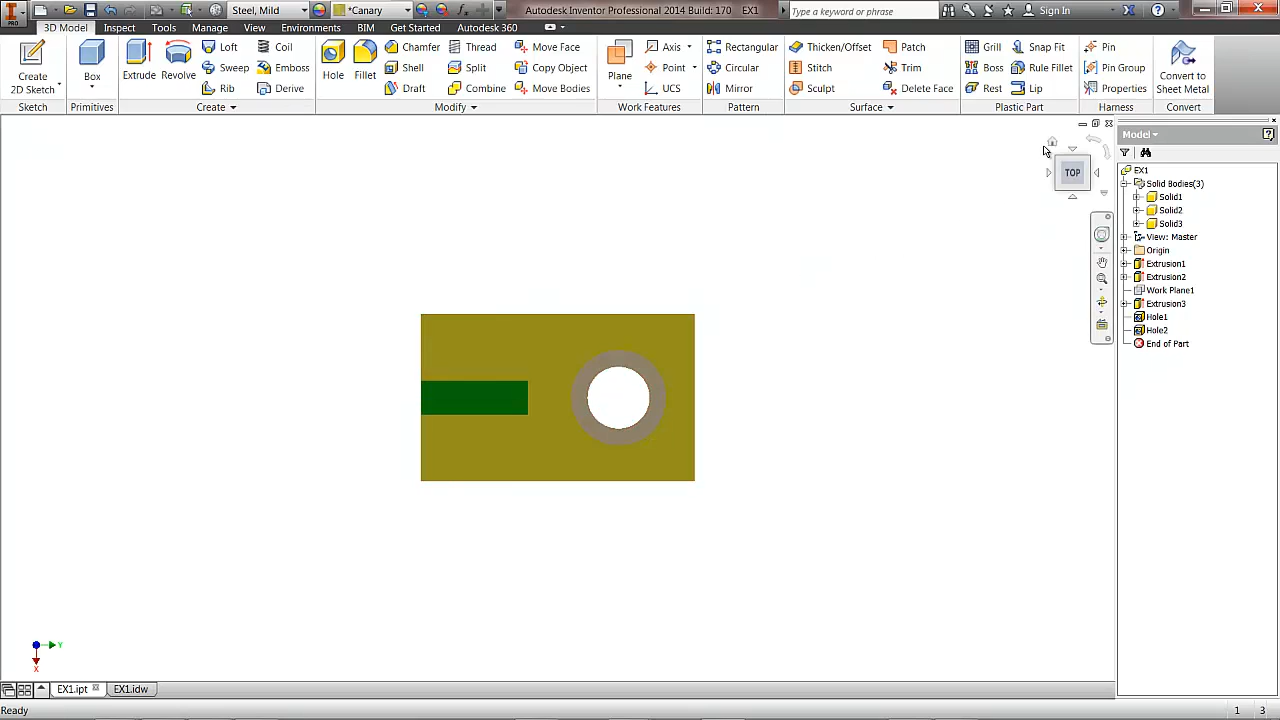 PRO
Steel, Mild
*Canary
Autodesk Inventor Professional 2014 Build: 170 EX1
Type a keyword or phrase
Sign In
3D Model Inspect Tools Manage View Environments BIM Get Started Autodesk 360
Create
2D Sketch
Sketch
Box
Primitives
Extrude
Revolve
Loft
Sweep
Rib
Coil
Emboss
Derive
Create
Hole
Fillet
Chamfer
Shell
Draft
Thread
Split
Combine
Move Face
Copy Object
Move Bodies
Modify
Plane
Axis
Point
UCS
Work Features
Rectangular
Circular
Mirror
Pattern
Thicken/Offset
Stitch
Sculpt
Patch
Trim
Delete Face
Surface
Grill
Boss
Rest
Snap Fit
Rule Fillet
Lip
Plastic Part
Pin
Pin Group
Properties
Harness
Convert to
Sheet Metal
Convert
TOP
Model
EX1
Solid Bodies(3)
Solid1
Solid2
Solid3
View: Master
Origin
Extrusion1
Extrusion2
Work Plane1
Extrusion3
Hole1
Hole2
End of Part
Y
X
EX1.ipt
EX1.idw
Ready
1 3